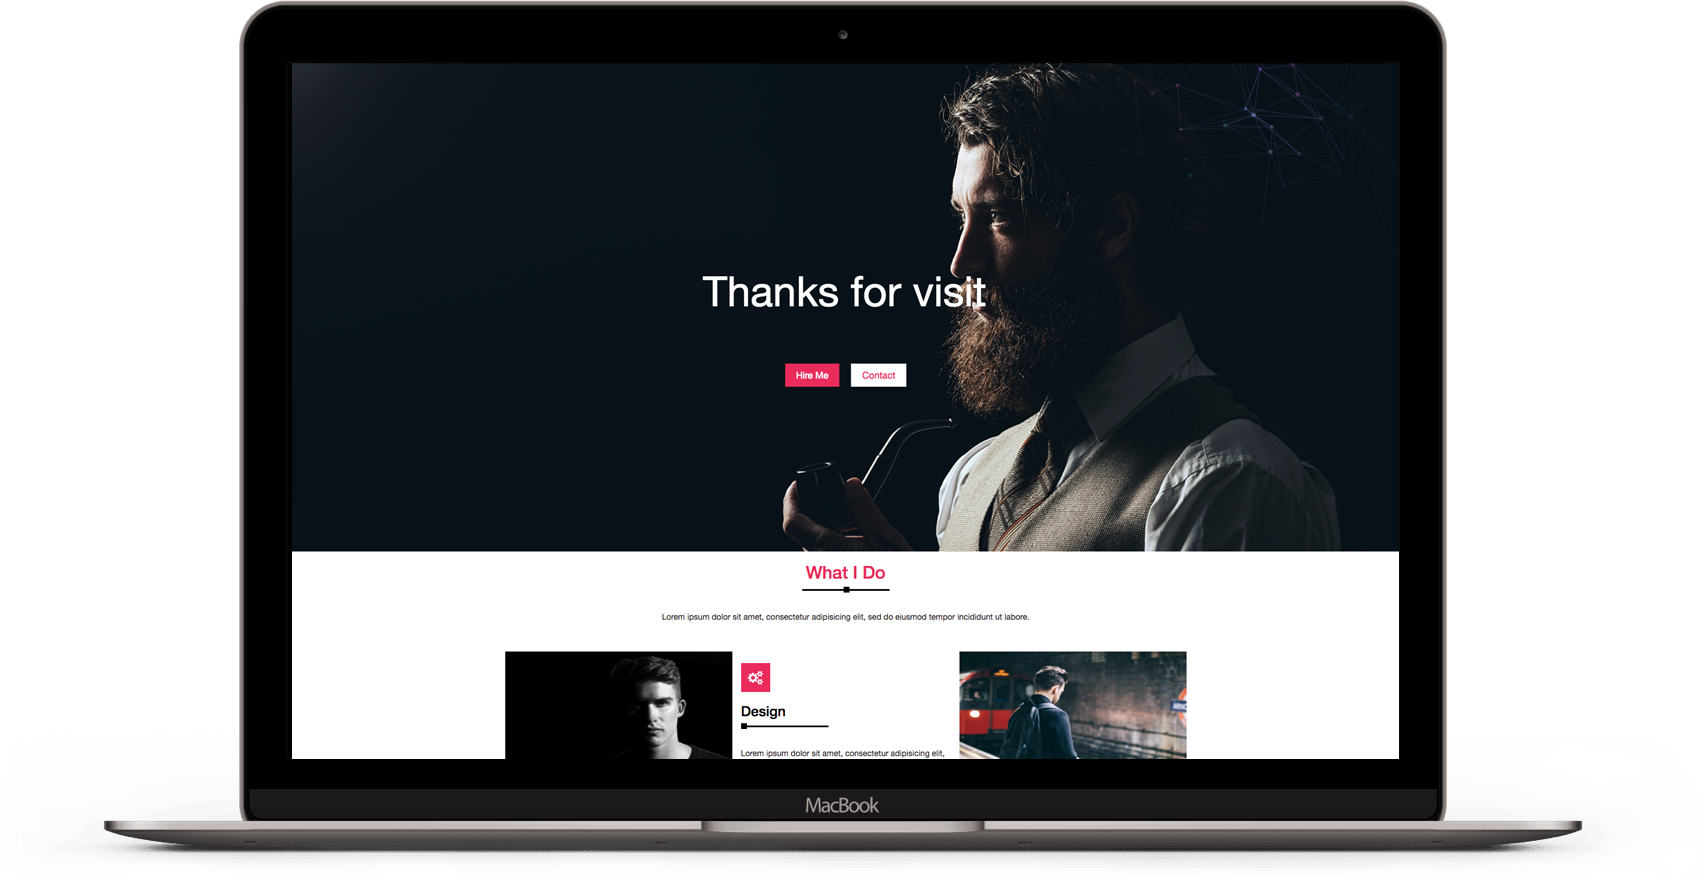 Thanks for visit
Hire Me
Contact
What I Do
Lorem ipsum dolor sit amet, consectetur adipisicing elit, sed do eiusmod tempor incididunt ut labore.
Design
Lorem ipsum dolor sit amet, consectetur adipisicing elit,
MacBook